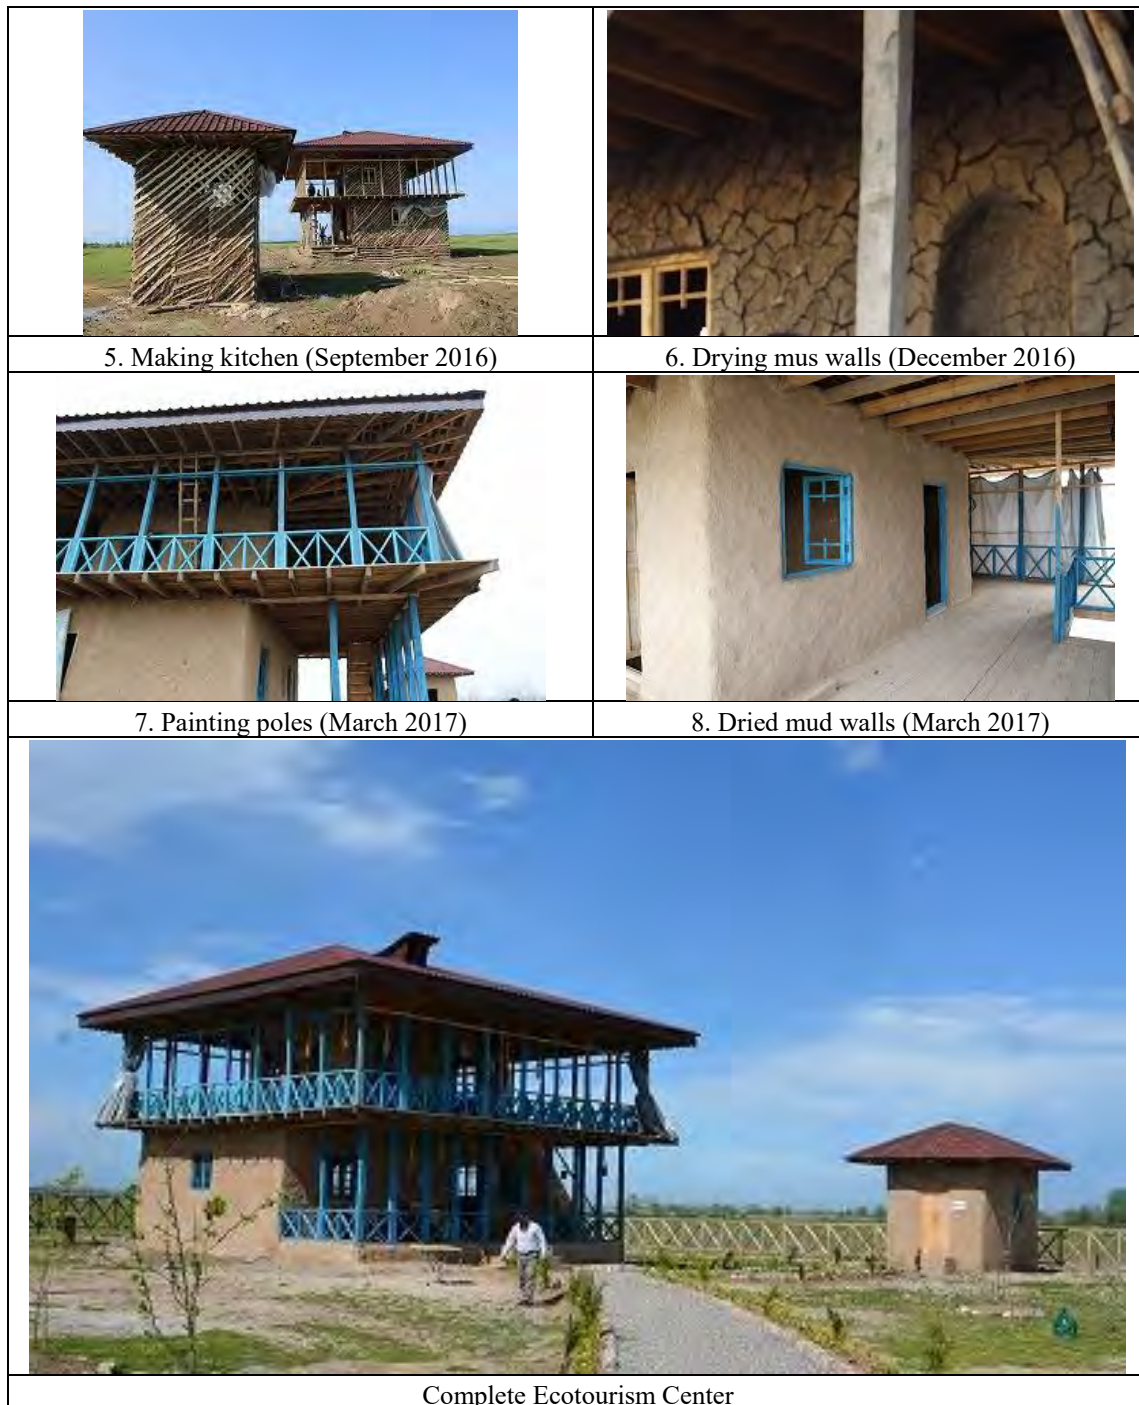 5. Making kitchen (September 2016)
6. Drying mus walls (December 2016)
7. Painting poles (March 2017)
8. Dried mud walls (March 2017)
Complete Ecotourism Center